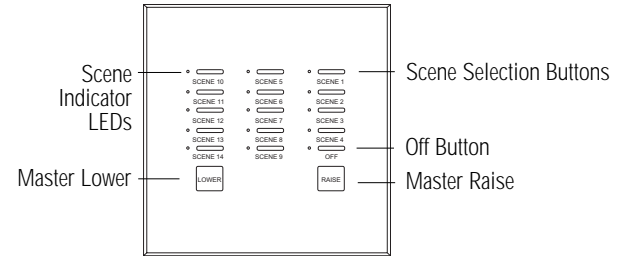 Scene
Indicator
LEDs
Scene Selection Buttons
SCENE 10 SCENE 5 SCENE 1
SCENE 11 SCENE 6 SCENE 2
SCENE 12 SCENE 7 SCENE 3
SCENE 13 SCENE 8 SCENE 4
SCENE 14 SCENE 9 OFF
Off Button
Master Lower
LOWER
RAISE
Master Raise